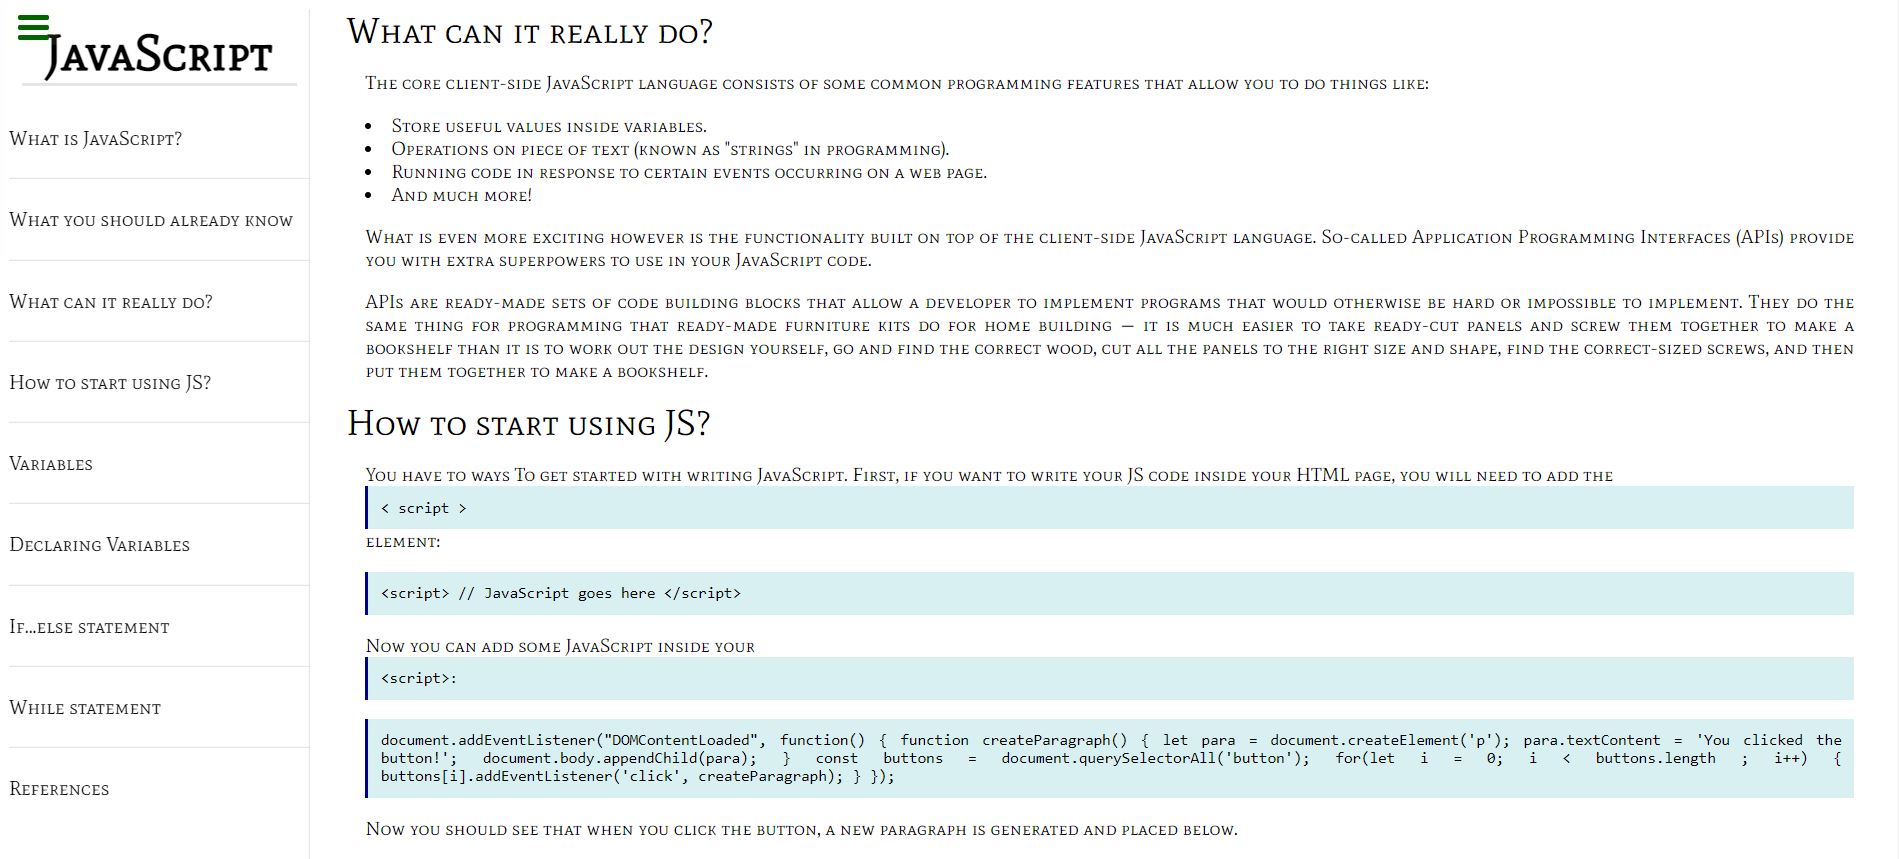 JavaScript
What is JavaScript?
What you should already know
What can it really do?
How to start using JS?
Variables
Declaring Variables
If...else statement
While statement
References
What can it really do?
The core client-side JavaScript language consists of some common programming features that allow you to do things like:
Store useful values inside variables.
Operations on piece of text (known as "strings" in programming).
Running code in response to certain events occurring on a web page.
And much more!
What is even more exciting however is the functionality built on top of the client-side JavaScript language. So-called Application Programming Interfaces (APIs) provide
you with extra superpowers to use in your JavaScript code.
APIs are ready-made sets of code building blocks that allow a developer to implement programs that would otherwise be hard or impossible to implement. They do the
same thing for programming that ready-made furniture kits do for home building — it is much easier to take ready-cut panels and screw them together to make a
bookshelf than it is to work out the design yourself, go and find the correct wood, cut all the panels to the right size and shape, find the correct-sized screws, and then
put them together to make a bookshelf.
How to start using JS?
You have to ways To get started with writing JavaScript. First, if you want to write your JS code inside your HTML page, you will need to add the
< script >
element:
<script> // JavaScript goes here </script>
Now you can add some JavaScript inside your
<script>:
document.addEventListener("DOMContentLoaded", function() { function createParagraph() { let para = document.createElement('p'); para.textContent = 'You clicked the
button!'; document.body.appendChild(para); } const buttons = document.querySelectorAll('button'); for(let i = 0; i < buttons.length ; i++) {
buttons[i].addEventListener('click', createParagraph); } });
Now you should see that when you click the button, a new paragraph is generated and placed below.